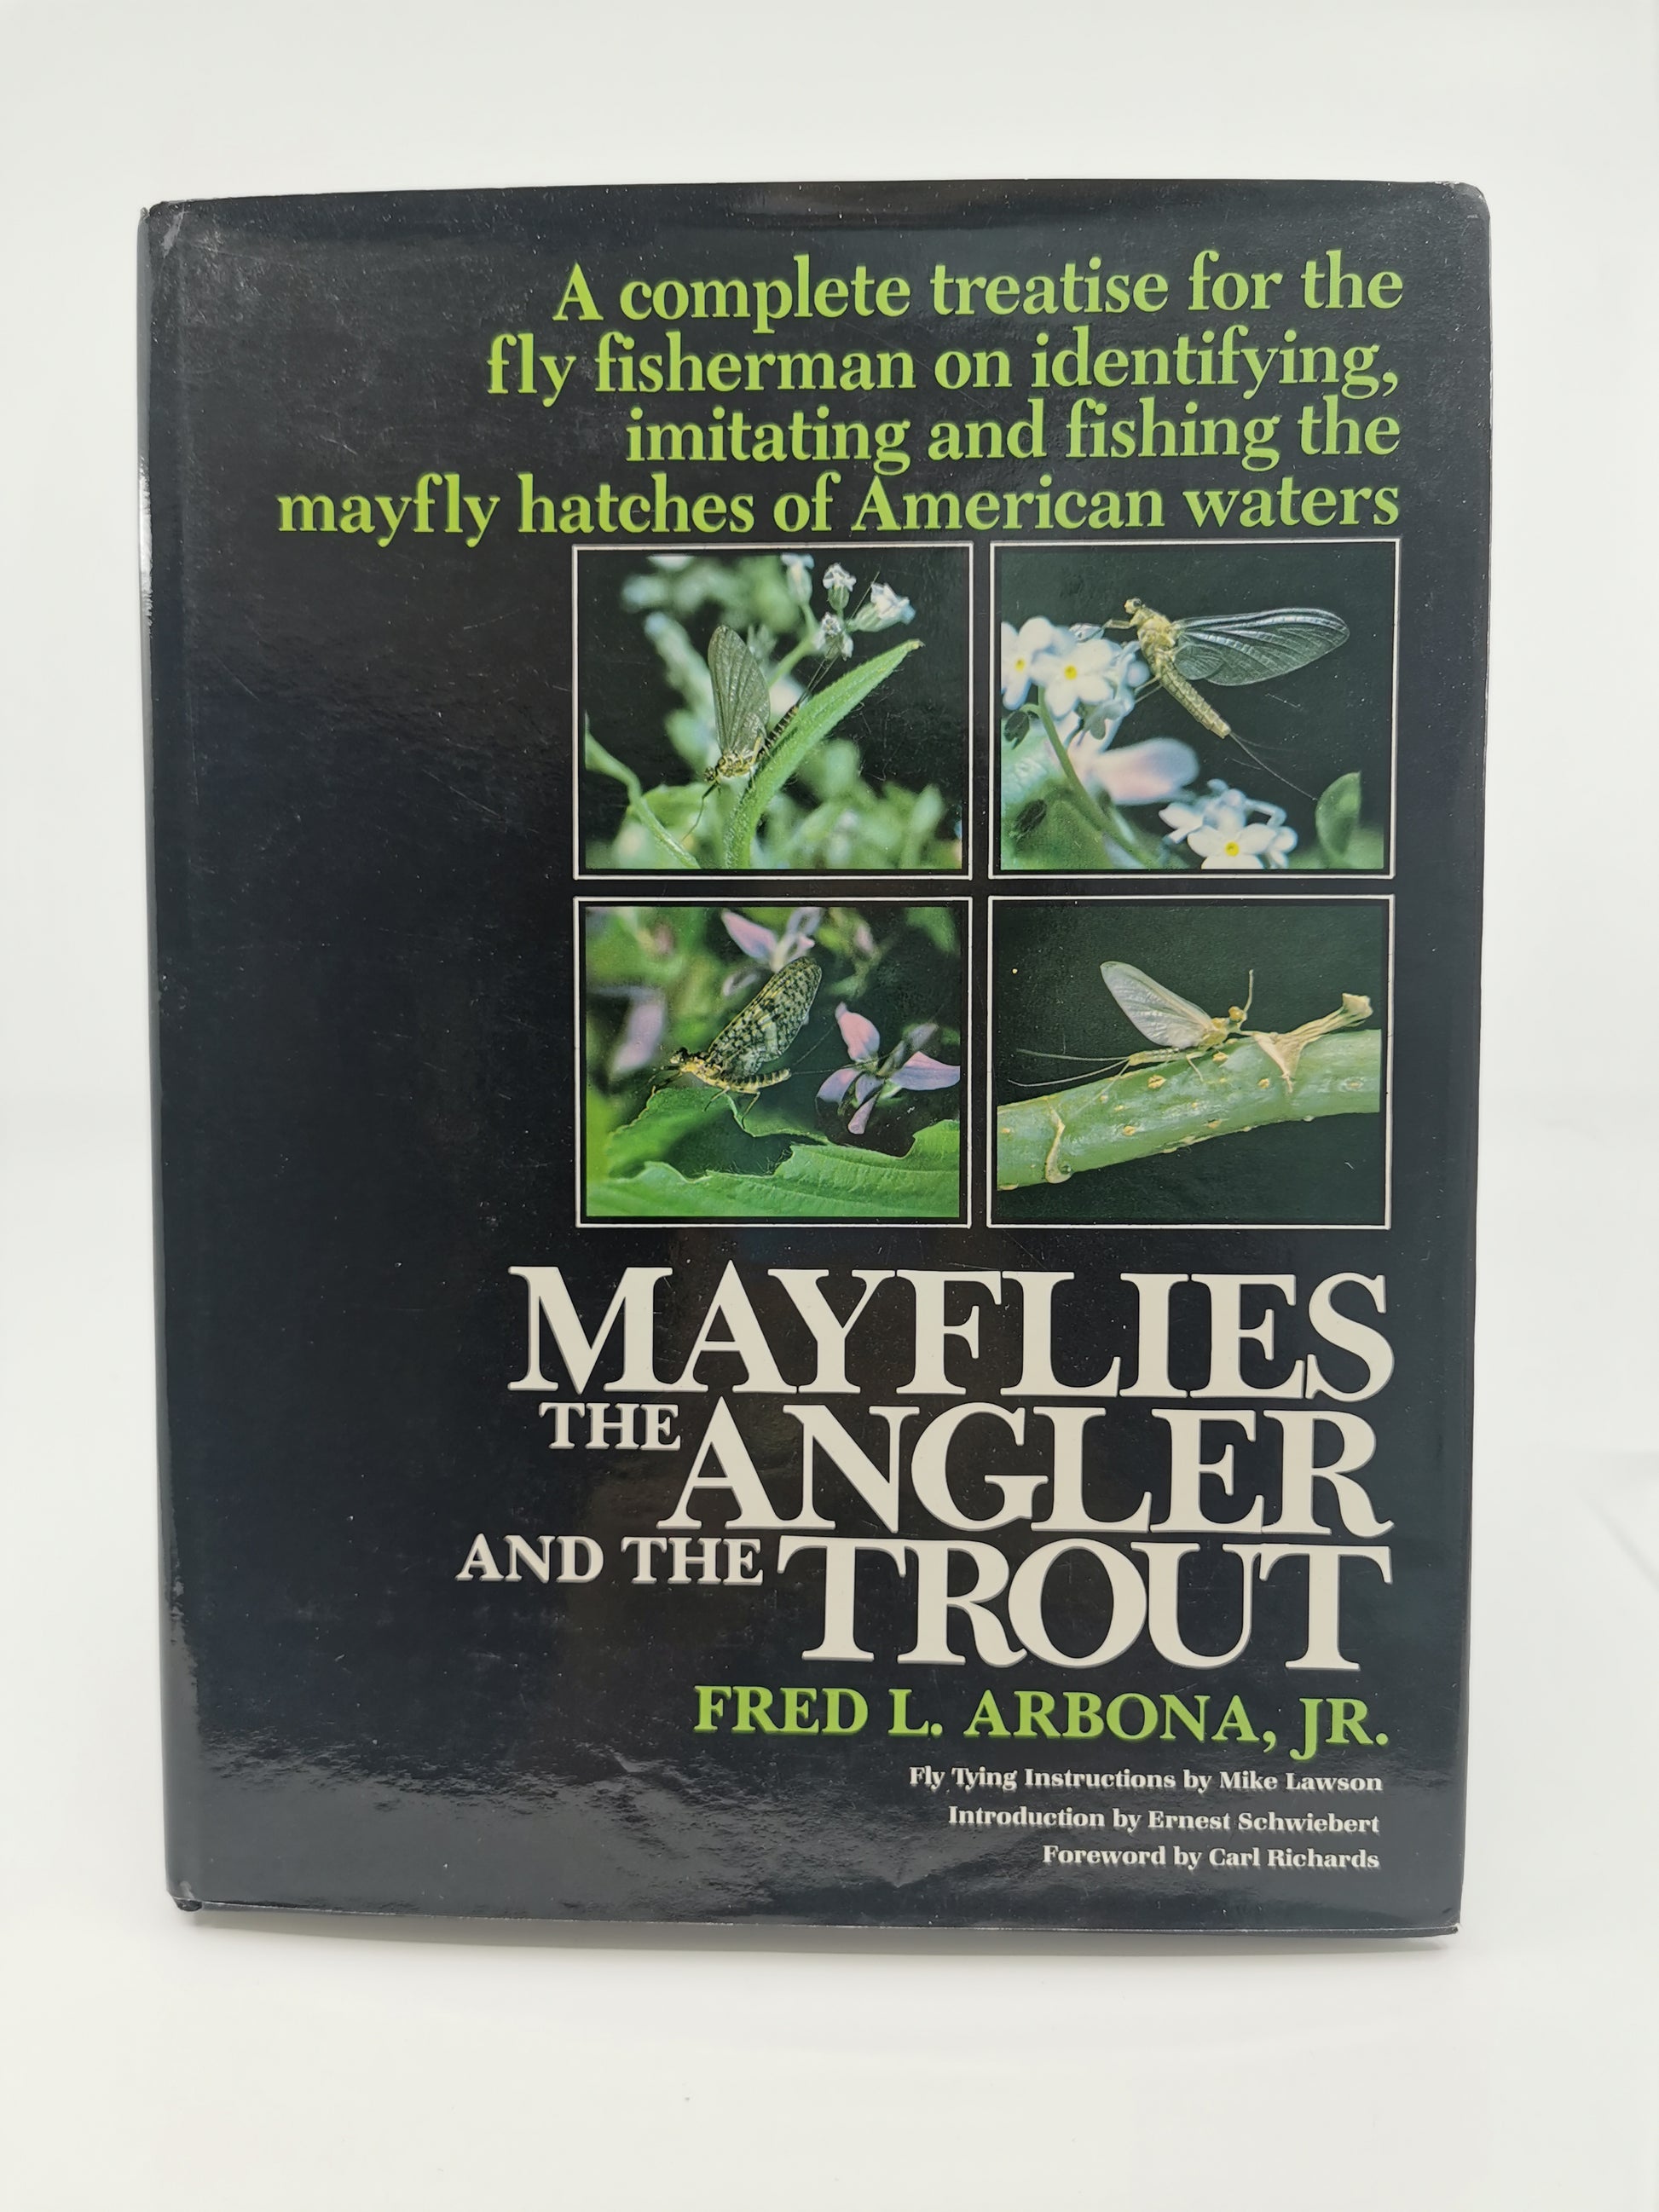 A complete treatise for the
fly fisherman on identifying,
imitating and fishing the
mayfly hatches of American waters
MAYFLIES
THE ANGLER
AND THE TROUT
FRED L. ARBONA, JR.
Fly Tying Instructions by Mike Lawson
Introduction by Ernest Schwiebert
Foreword by Carl Richards